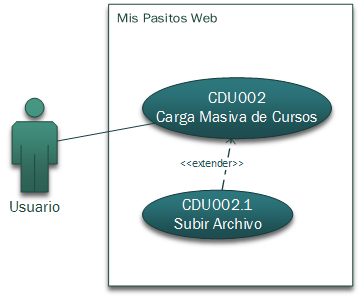 Mis Pasitos Web
CDU002
Carga Masiva de Cursos
<<extender>>
CDU002.1
Subir Archivo
Usuario